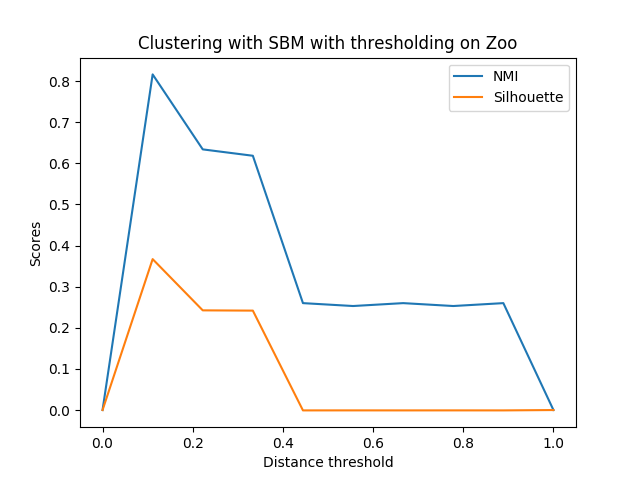 Clustering with SBM with thresholding on Zoo
NMI
Silhouette
Scores
0.8
0.7
0.6
0.5
0.4
0.3
0.2
0.1
0.0
0.0 0.2 0.4 0.6 0.8 1.0
Distance threshold